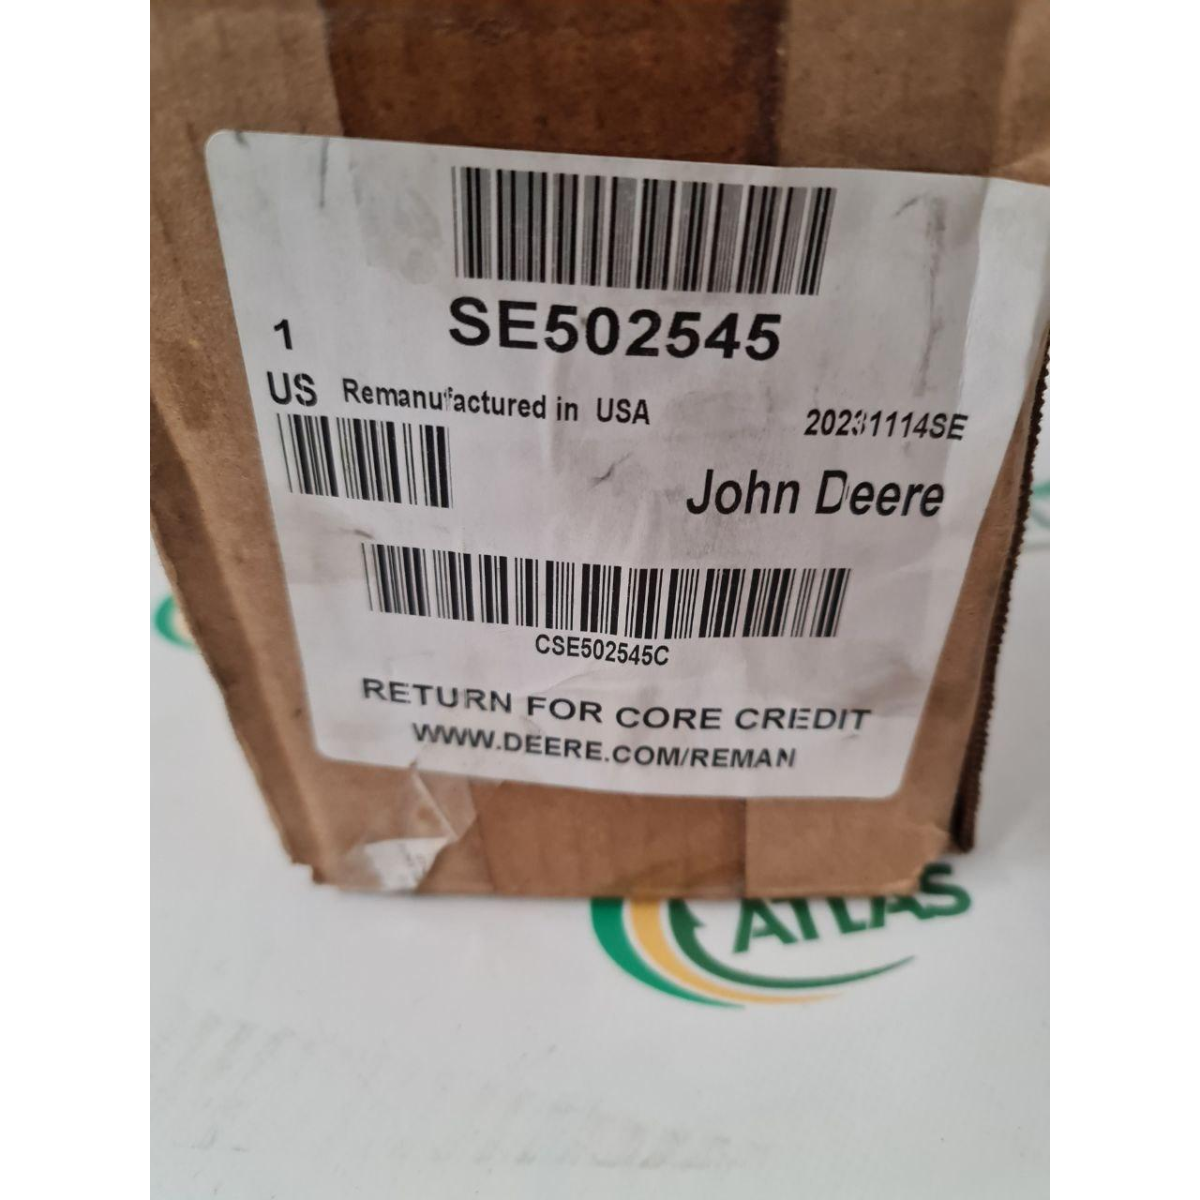 SE502545
1
US Remanufactured in USA
20231114SE
John Deere
CSE502545C
RETURN FOR CORE CREDIT
WWW.DEERE.COM/REMAN
ATLAS